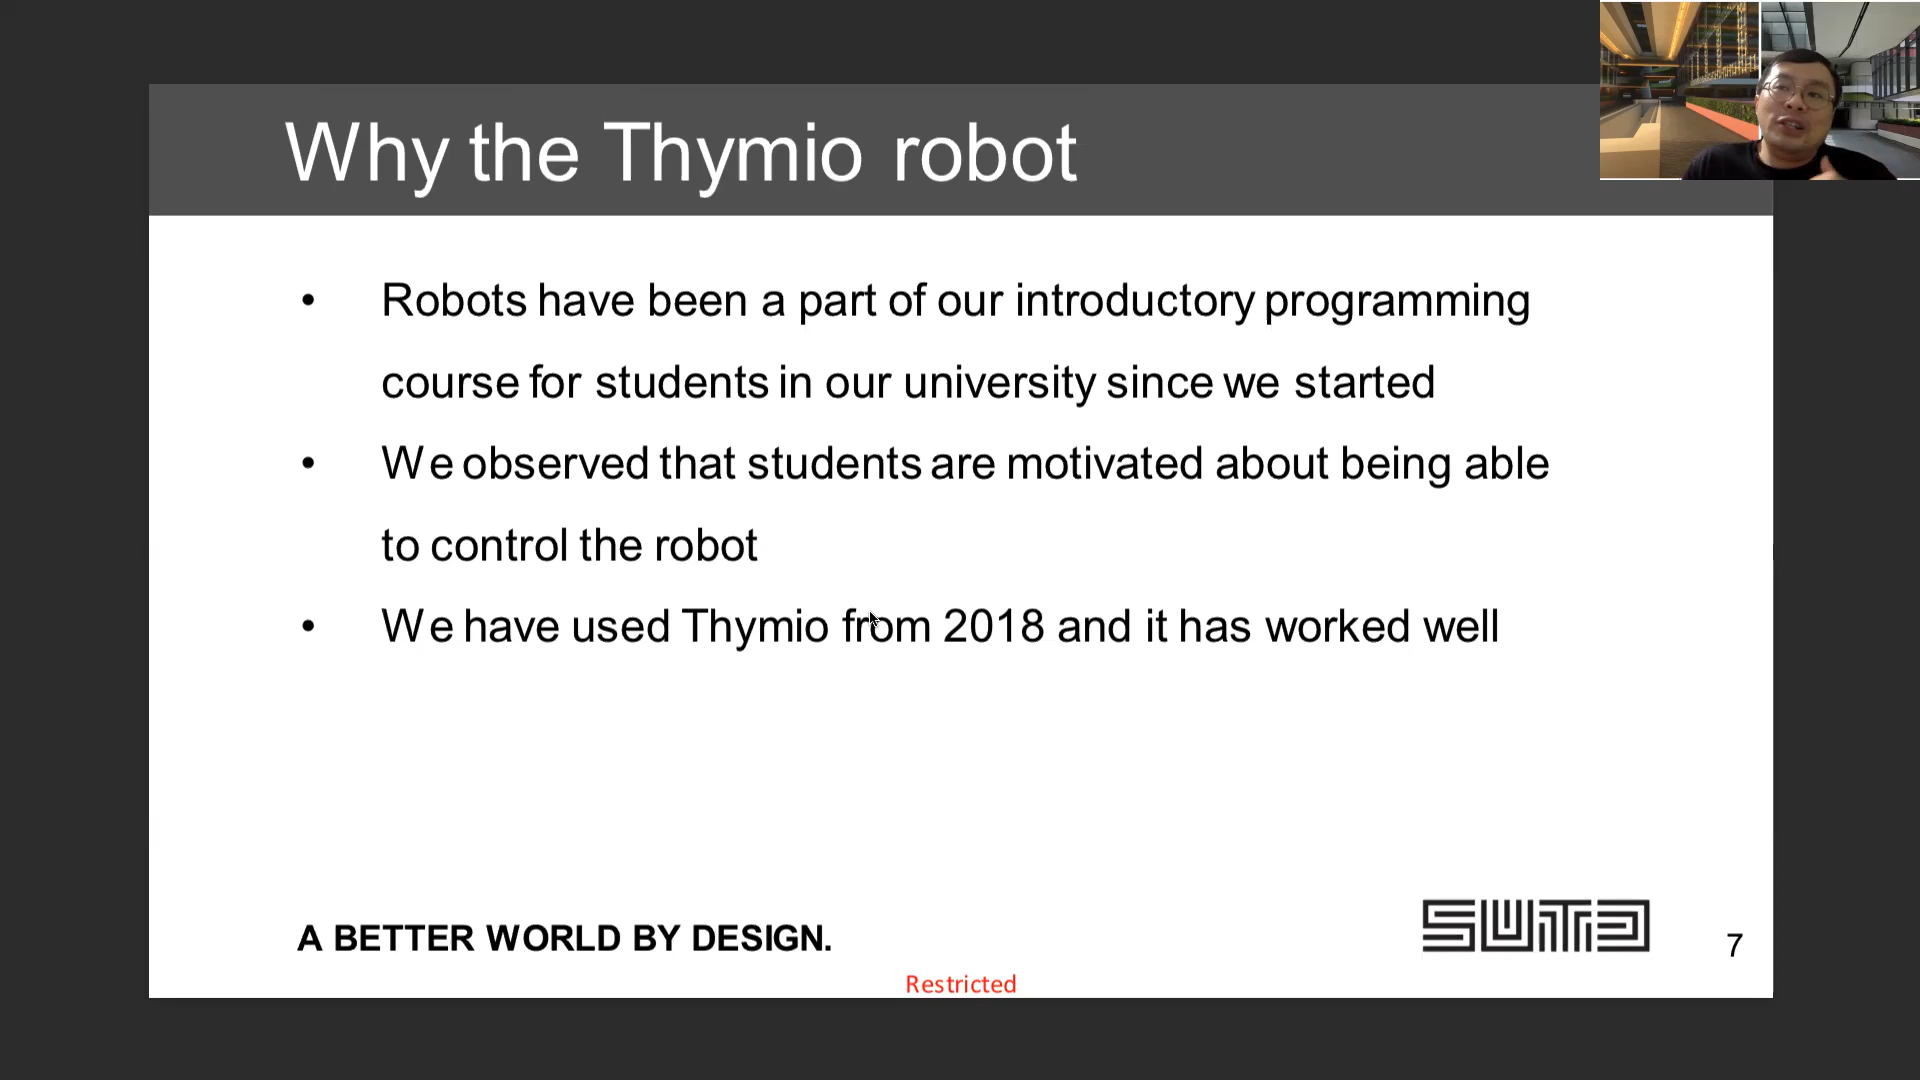 Why the Thymio robot
• Robots have been a part of our introductory programming
course for students in our university since we started
• We observed that students are motivated about being able
to control the robot
• We have used Thymio from 2018 and it has worked well
A BETTER WORLD BY DESIGN.
SUTD
7
Restricted